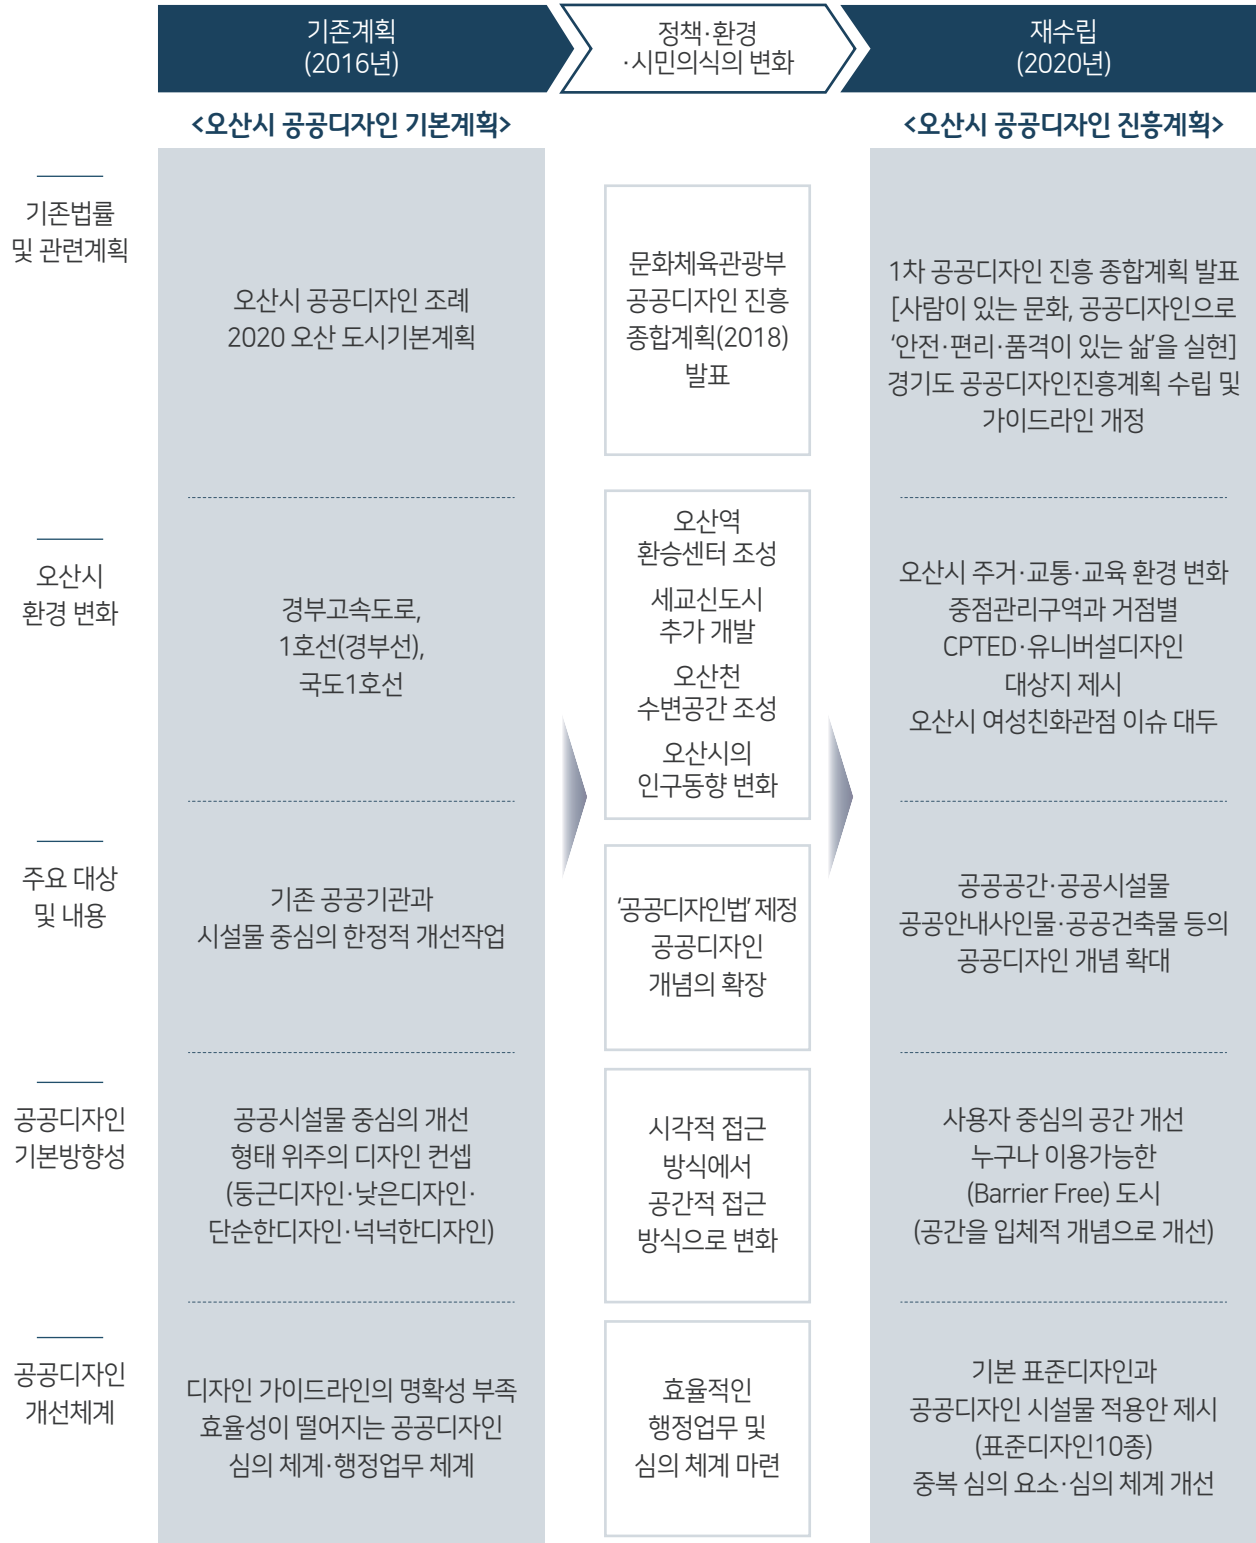 기존계획
(2016년)
정책·환경
·시민의식의 변화
재수립
(2020년)
<오산시 공공디자인 기본계획>
<오산시 공공디자인 진흥계획>
기존법률
및 관련계획
오산시 공공디자인 조례
2020 오산 도시기본계획
문화체육관광부
공공디자인 진흥
종합계획(2018)
발표
1차 공공디자인 진흥 종합계획 발표
[사람이 있는 문화, 공공디자인으로
‘안전·편리·품격이 있는 삶’을 실현]
경기도 공공디자인진흥계획 수립 및
가이드라인 개정
오산시
환경 변화
경부고속도로,
1호선(경부선),
국도1호선
오산역
환승센터 조성
세교신도시
추가 개발
오산천
수변공간 조성
오산시의
인구동향 변화
오산시 주거·교통·교육 환경 변화
중점관리구역과 거점별
CPTED·유니버설디자인
대상지 제시
오산시 여성친화관점 이슈 대두
주요 대상
및 내용
기존 공공기관과
시설물 중심의 한정적 개선작업
‘공공디자인법’ 제정
공공디자인
개념의 확장
공공공간·공공시설물
공공안내사인물·공공건축물 등의
공공디자인 개념 확대
공공디자인
기본방향성
공공시설물 중심의 개선
형태 위주의 디자인 컨셉
(둥근디자인·낮은디자인·
단순한디자인·넉넉한디자인)
시각적 접근
방식에서
공간적 접근
방식으로 변화
사용자 중심의 공간 개선
누구나 이용가능한
(Barrier Free) 도시
(공간을 입체적 개념으로 개선)
공공디자인
개선체계
디자인 가이드라인의 명확성 부족
효율성이 떨어지는 공공디자인
심의 체계·행정업무 체계
효율적인
행정업무 및
심의 체계 마련
기본 표준디자인과
공공디자인 시설물 적용안 제시
(표준디자인10종)
중복 심의 요소·심의 체계 개선